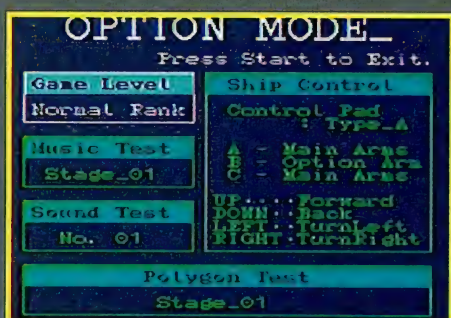 OPTION MODE_
Press Start to Exit.
Game Level
Normal Rank
Music Test
Stage_01
Sound Test
No. 01
Ship Control
Control Pad
: Type_A
A - Main Arms
B - Option Arm
C - Main Arms
UP····Forward
DOWN··Back
LEFT··TurnLeft
RIGHT·TurnRight
Polygon Test
Stage_01